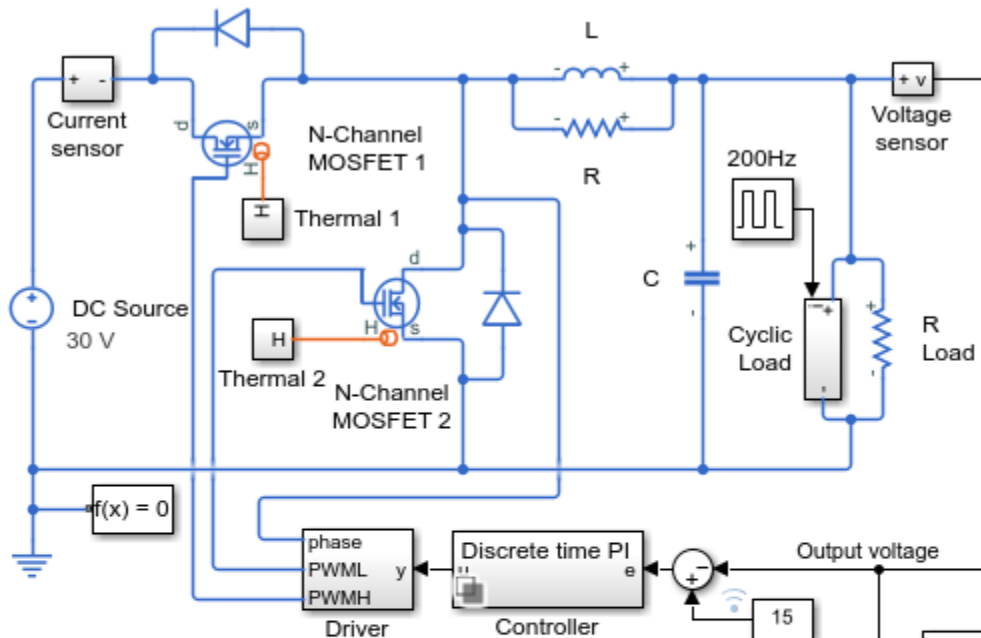 L
+ -
Current
sensor
d
s
H
N-Channel
MOSFET 1
- +
- +
R
+ v
Voltage
sensor
200Hz
H
Thermal 1
+
-
DC Source
30 V
d
H
s
H
Thermal 2
N-Channel
MOSFET 2
+
C
-
+
-
Cyclic
Load
+
-
R
Load
f(x) = 0
phase
PWML
PWMH
y
Driver
Discrete time PI
u
e
Controller
-
+
Output voltage
15